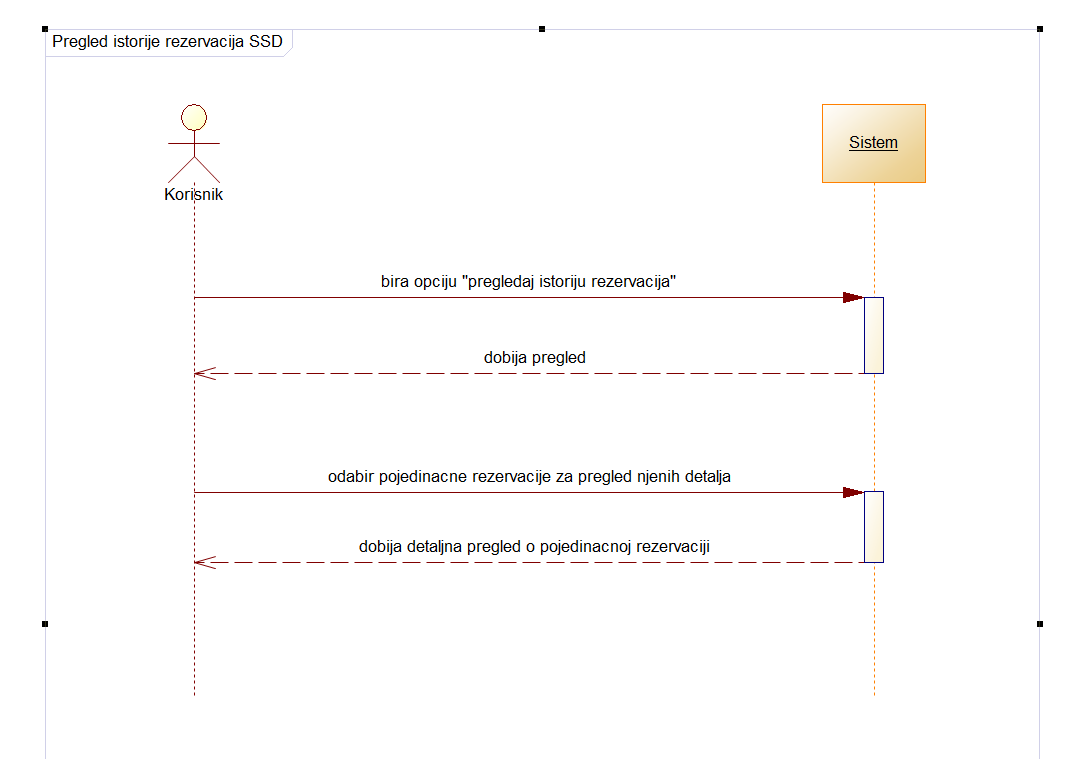 Pregled istorije rezervacija SSD
Sistem
Korisnik
bira opciju "pregledaj istoriju rezervacija"
dobija pregled
odabir pojedinacne rezervacije za pregled njenih detalja
dobija detaljna pregled o pojedinacnoj rezervaciji